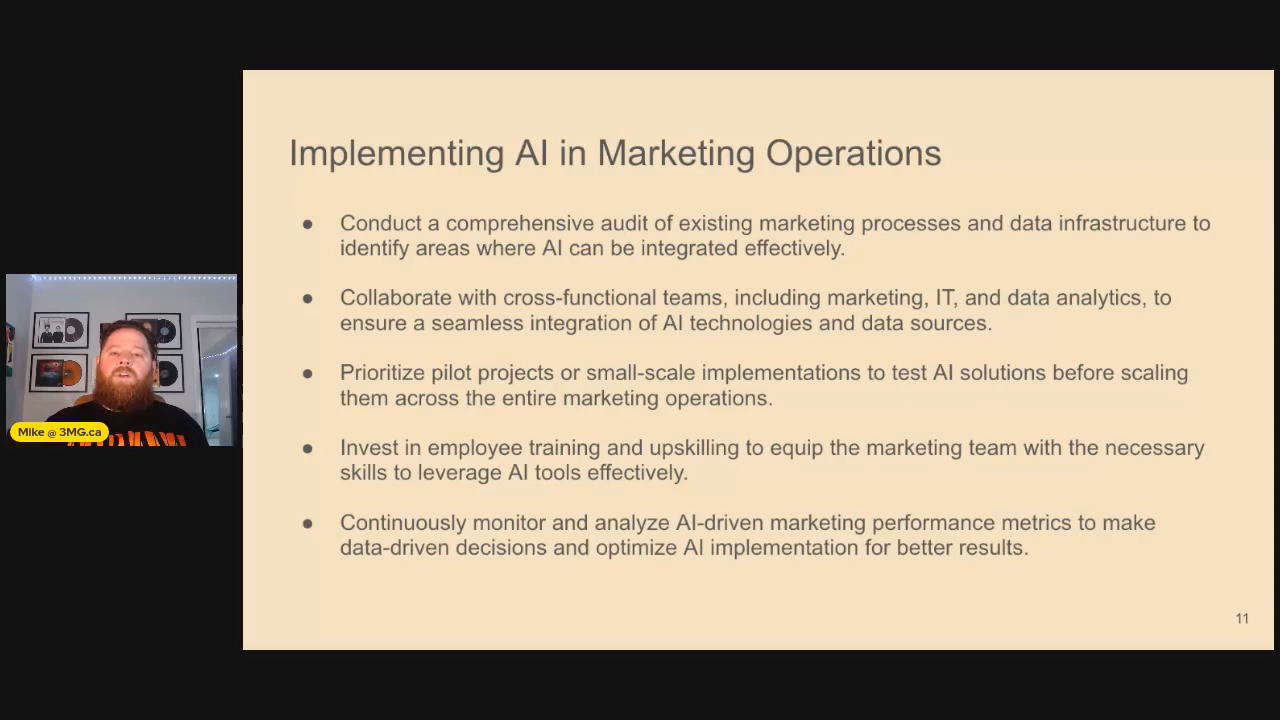 Implementing AI in Marketing Operations
● Conduct a comprehensive audit of existing marketing processes and data infrastructure to
identify areas where AI can be integrated effectively.
● Collaborate with cross-functional teams, including marketing, IT, and data analytics, to
ensure a seamless integration of AI technologies and data sources.
● Prioritize pilot projects or small-scale implementations to test AI solutions before scaling
them across the entire marketing operations.
● Invest in employee training and upskilling to equip the marketing team with the necessary
skills to leverage AI tools effectively.
● Continuously monitor and analyze AI-driven marketing performance metrics to make
data-driven decisions and optimize AI implementation for better results.
11
Mike @ 3MG.ca